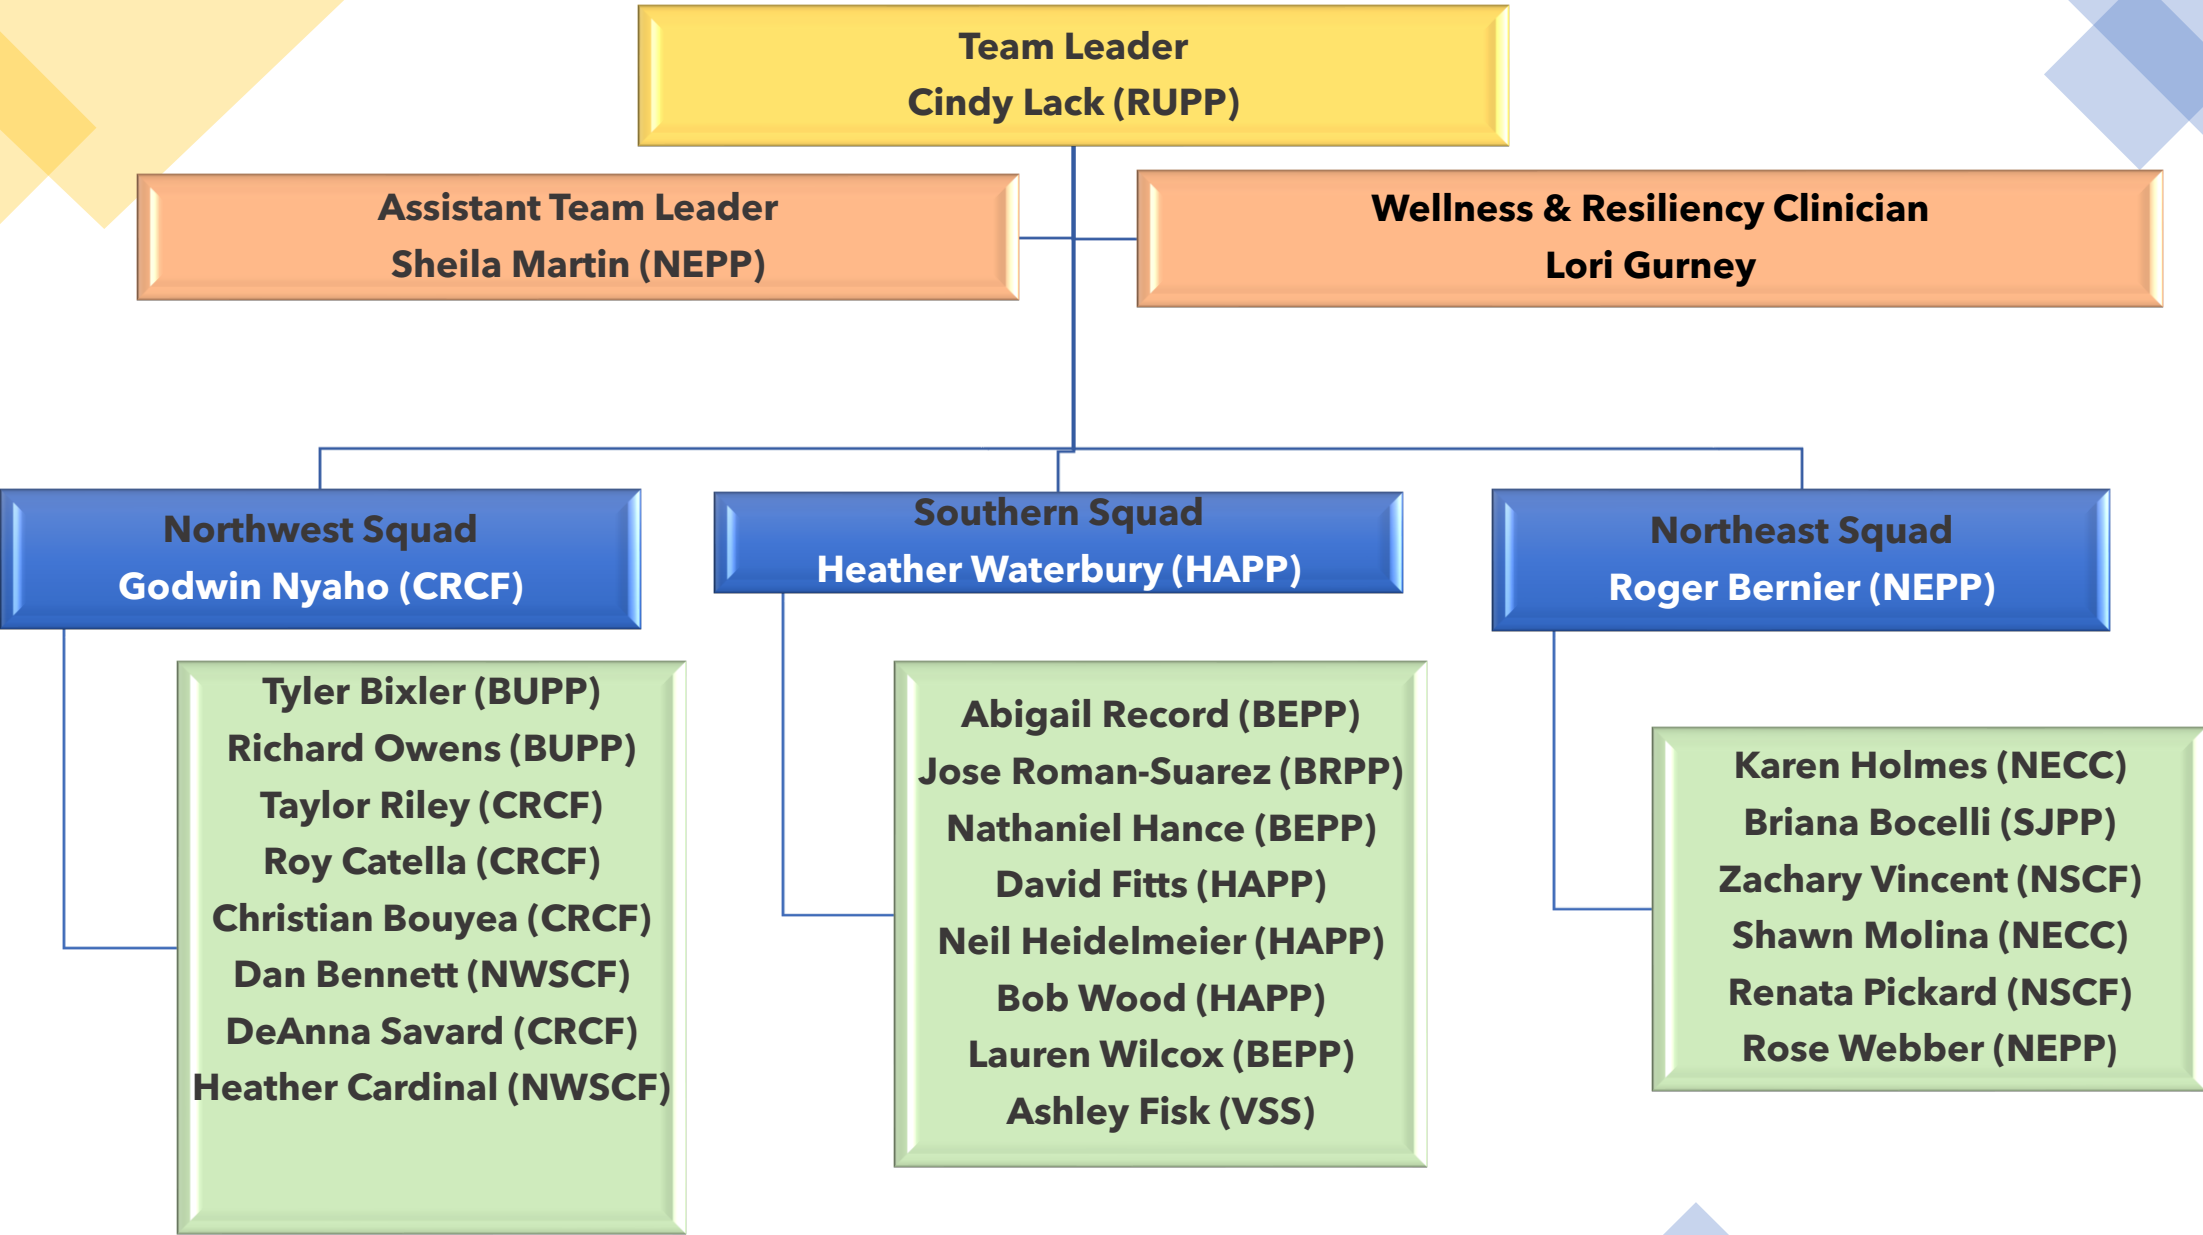 Team Leader
Cindy Lack (RUPP)
Assistant Team Leader
Sheila Martin (NEPP)
Wellness & Resiliency Clinician
Lori Gurney
Northwest Squad
Godwin Nyaho (CRCF)
Southern Squad
Heather Waterbury (HAPP)
Northeast Squad
Roger Bernier (NEPP)
Tyler Bixler (BUPP)
Richard Owens (BUPP)
Taylor Riley (CRCF)
Roy Catella (CRCF)
Christian Bouyea (CRCF)
Dan Bennett (NWSCF)
DeAnna Savard (CRCF)
Heather Cardinal (NWSCF)
Abigail Record (BEPP)
Jose Roman-Suarez (BRPP)
Nathaniel Hance (BEPP)
David Fitts (HAPP)
Neil Heidelmeier (HAPP)
Bob Wood (HAPP)
Lauren Wilcox (BEPP)
Ashley Fisk (VSS)
Karen Holmes (NECC)
Briana Bocelli (SJPP)
Zachary Vincent (NSCF)
Shawn Molina (NECC)
Renata Pickard (NSCF)
Rose Webber (NEPP)